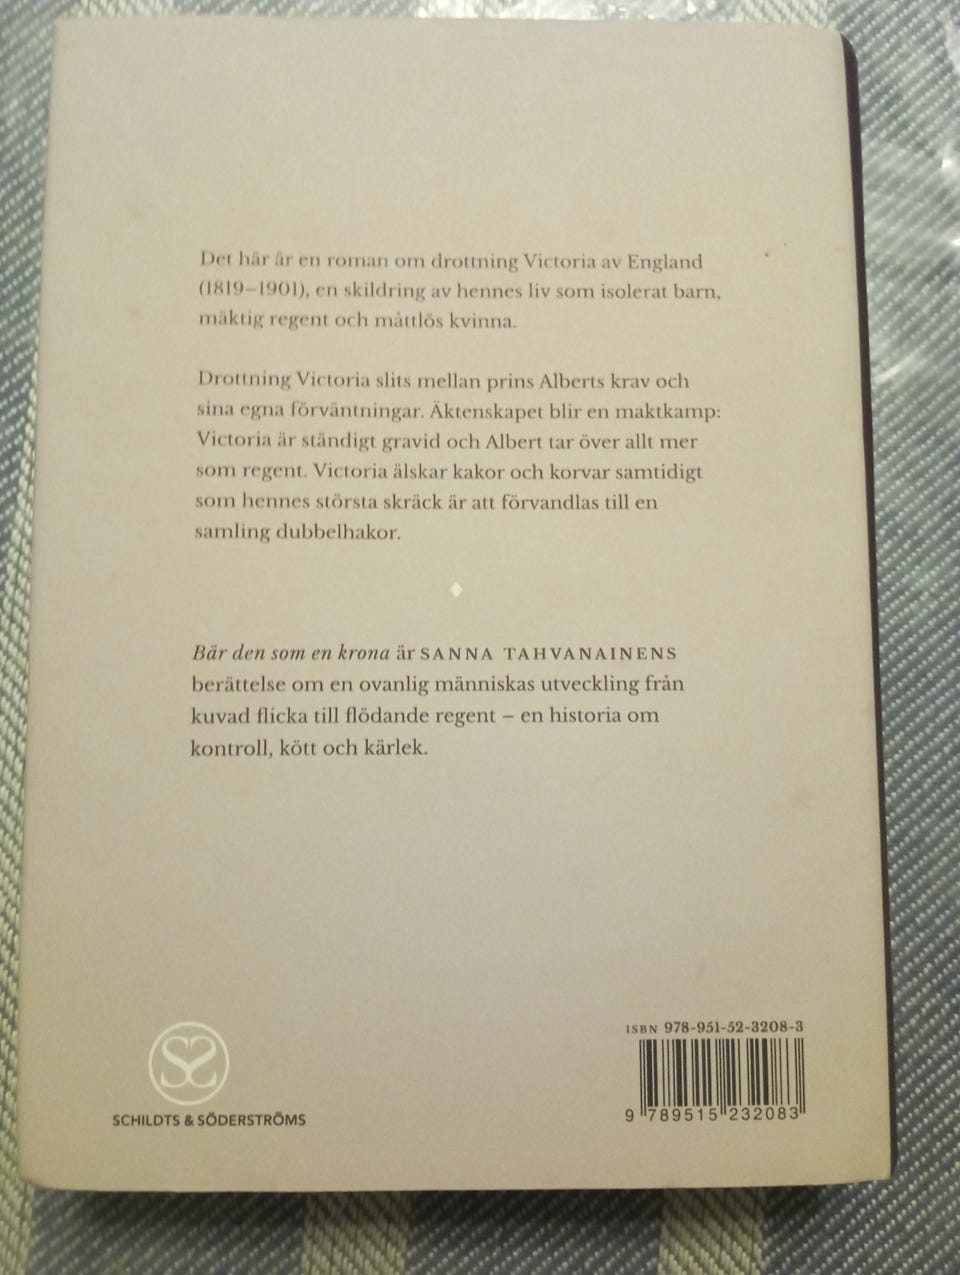 Det här är en roman om drottning Victoria av England
(1819–1901), en skildring av hennes liv som isolerat barn,
mäktig regent och måttlös kvinna.
Drottning Victoria slits mellan prins Alberts krav och
sina egna förväntningar. Äktenskapet blir en maktkamp:
Victoria är ständigt gravid och Albert tar över allt mer
som regent. Victoria älskar kakor och korvar samtidigt
som hennes största skräck är att förvandlas till en
samling dubbelhakor.
Bär den som en krona är SANNA TAHVANAINENS
berättelse om en ovanlig människas utveckling från
kuvad flicka till flödande regent – en historia om
kontroll, kött och kärlek.
ISBN 978-951-52-3208-3
9 789515 232083
SS
SCHILDTS & SÖDERSTRÖMS